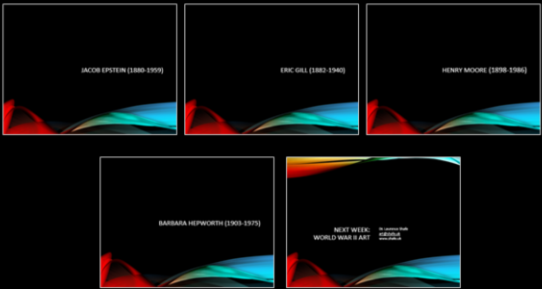 JACOB EPSTEIN (1880-1959)
ERIC GILL (1882-1940)
HENRY MOORE (1898-1986)
BARBARA HEPWORTH (1903-1975)
NEXT WEEK:
WORLD WAR II ART